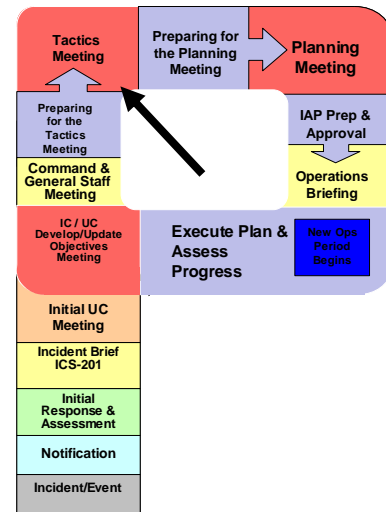 Tactics
Meeting
Preparing for
the Planning
Meeting
Planning
Meeting
Preparing
for the
Tactics
Meeting
IAP Prep &
Approval
Command &
General Staff
Meeting
Operations
Briefing
IC / UC
Develop/Update
Objectives
Meeting
Execute Plan &
Assess
Progress
New Ops
Period
Begins
Initial UC
Meeting
Incident Brief
ICS-201
Initial
Response &
Assessment
Notification
Incident/Event